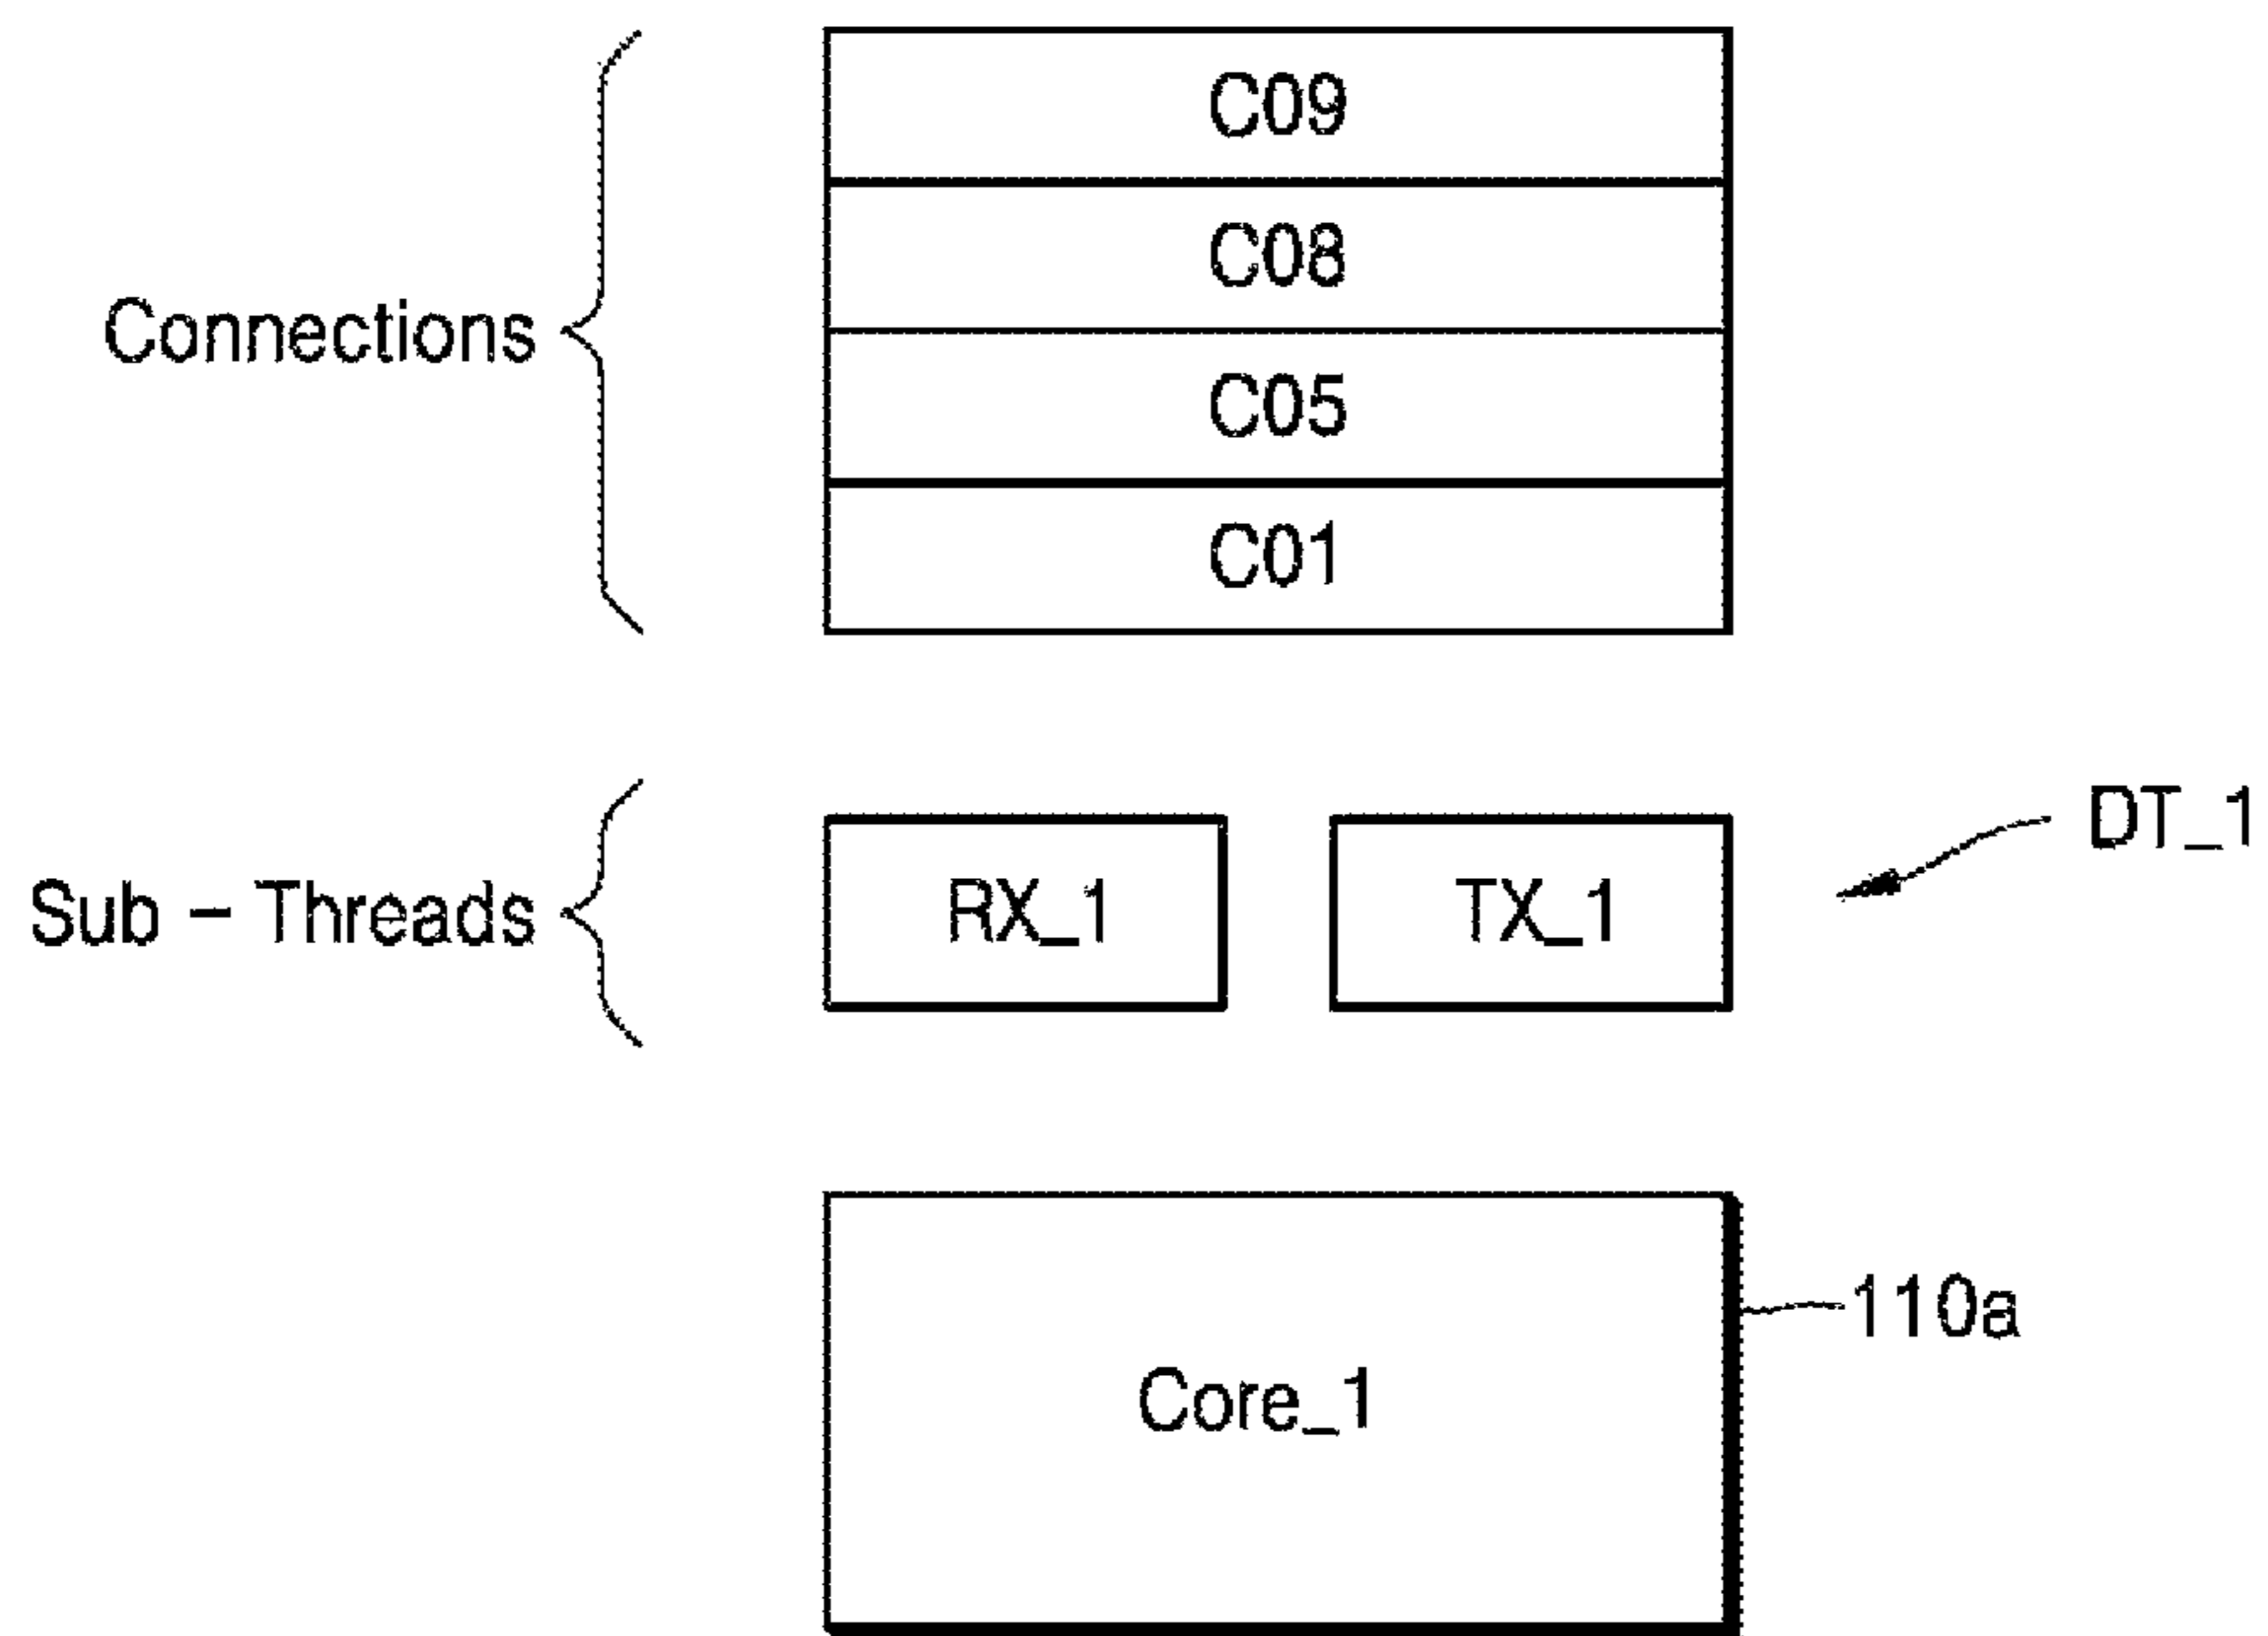 C09
C08
Connections
C05
C01
DT_1
Sub - Threads
RX_1
TX_1
110a
Core_1